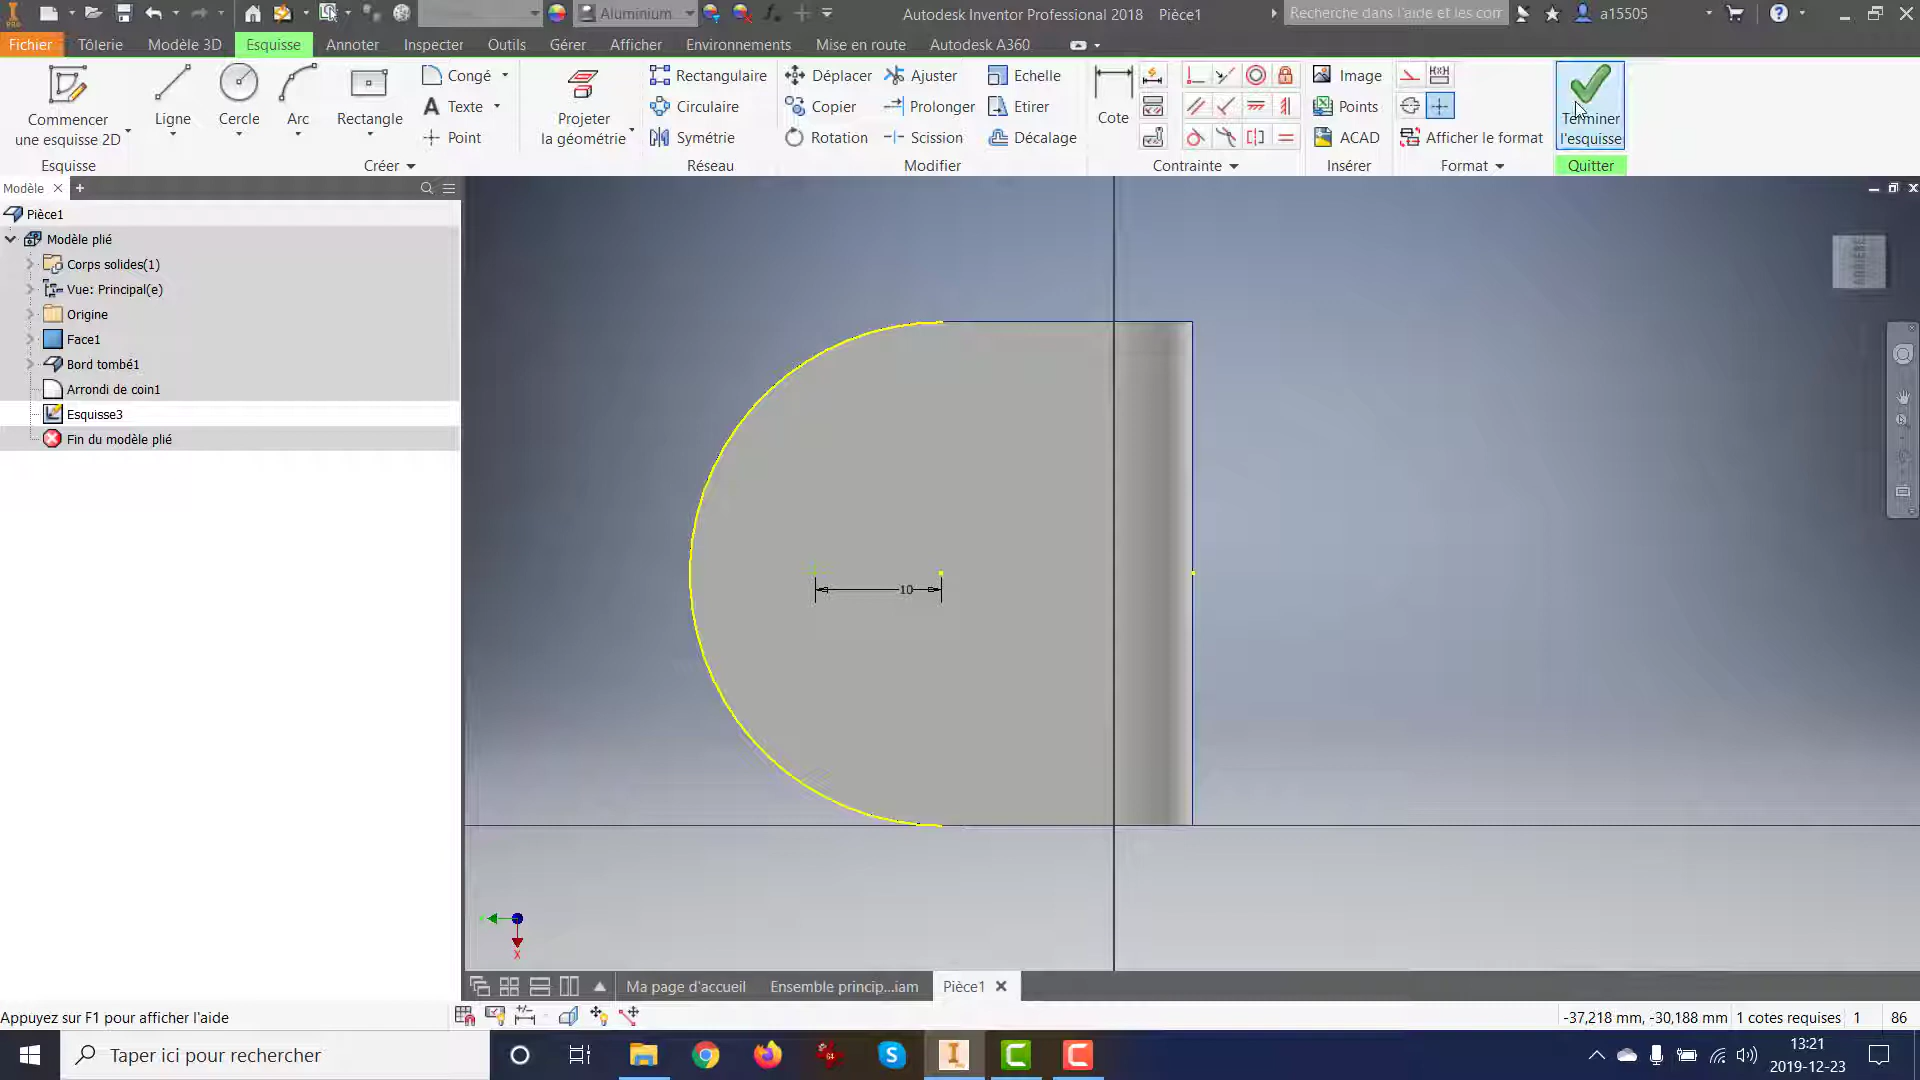 Aluminium
Autodesk Inventor Professional 2018 Pièce1
Recherche dans l'aide et les com
a15505
Fichier Tôlerie Modèle 3D Esquisse Annoter Inspecter Outils Gérer Afficher Environnements Mise en route Autodesk A360
Commencer
une esquisse 2D
Ligne
Cercle
Arc
Rectangle
Congé
Texte
Point
Projeter
la géométrie
Rectangulaire
Circulaire
Symétrie
Déplacer
Copier
Rotation
Ajuster
Prolonger
Scission
Echelle
Etirer
Décalage
Cote
Image
Points
ACAD
Afficher le format
Terminer
l'esquisse
Esquisse
Créer
Réseau
Modifier
Contrainte
Insérer
Format
Quitter
Modèle
Pièce1
Modèle plié
Corps solides(1)
Vue: Principal(e)
Origine
Face1
Bord tombé1
Arrondi de coin1
Esquisse3
Fin du modèle plié
10
X
Ma page d'accueil Ensemble princip...iam Pièce1
Appuyez sur F1 pour afficher l'aide
-37,218 mm, -30,188 mm 1 cotes requises 1 86
Taper ici pour rechercher
13:21
2019-12-23